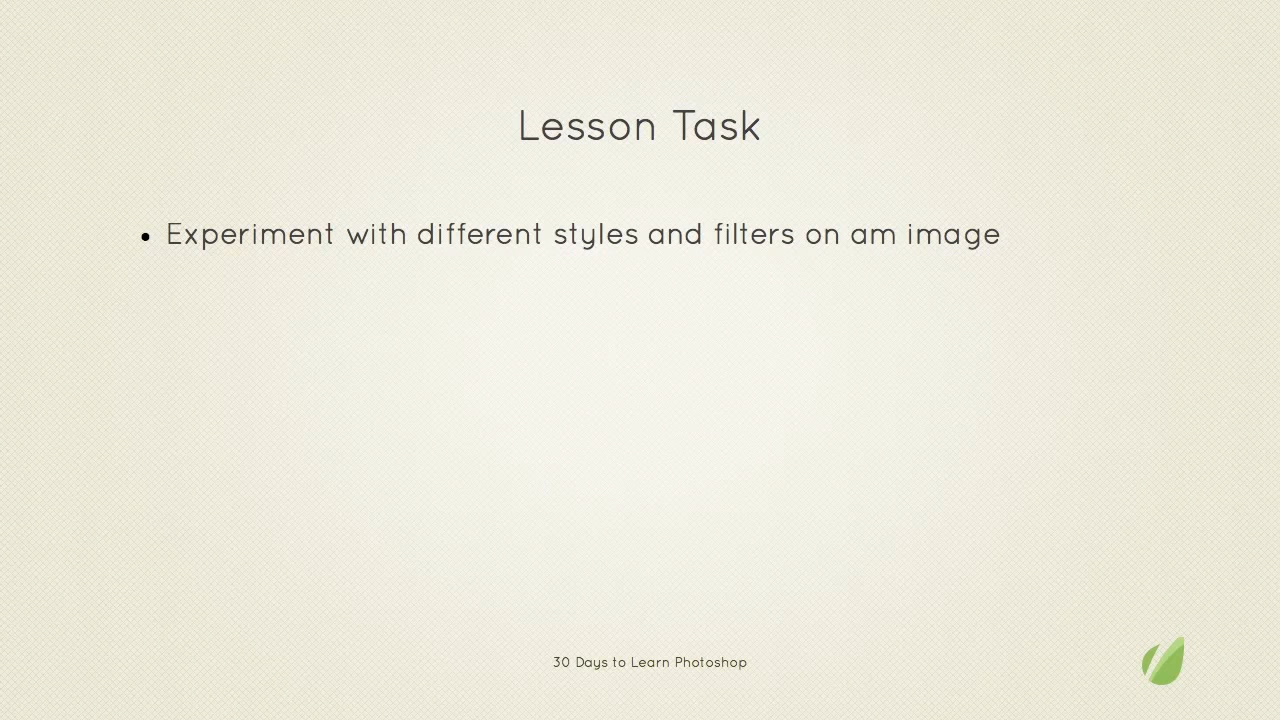 Lesson Task
• Experiment with different styles and filters on am image
30 Days to Learn Photoshop